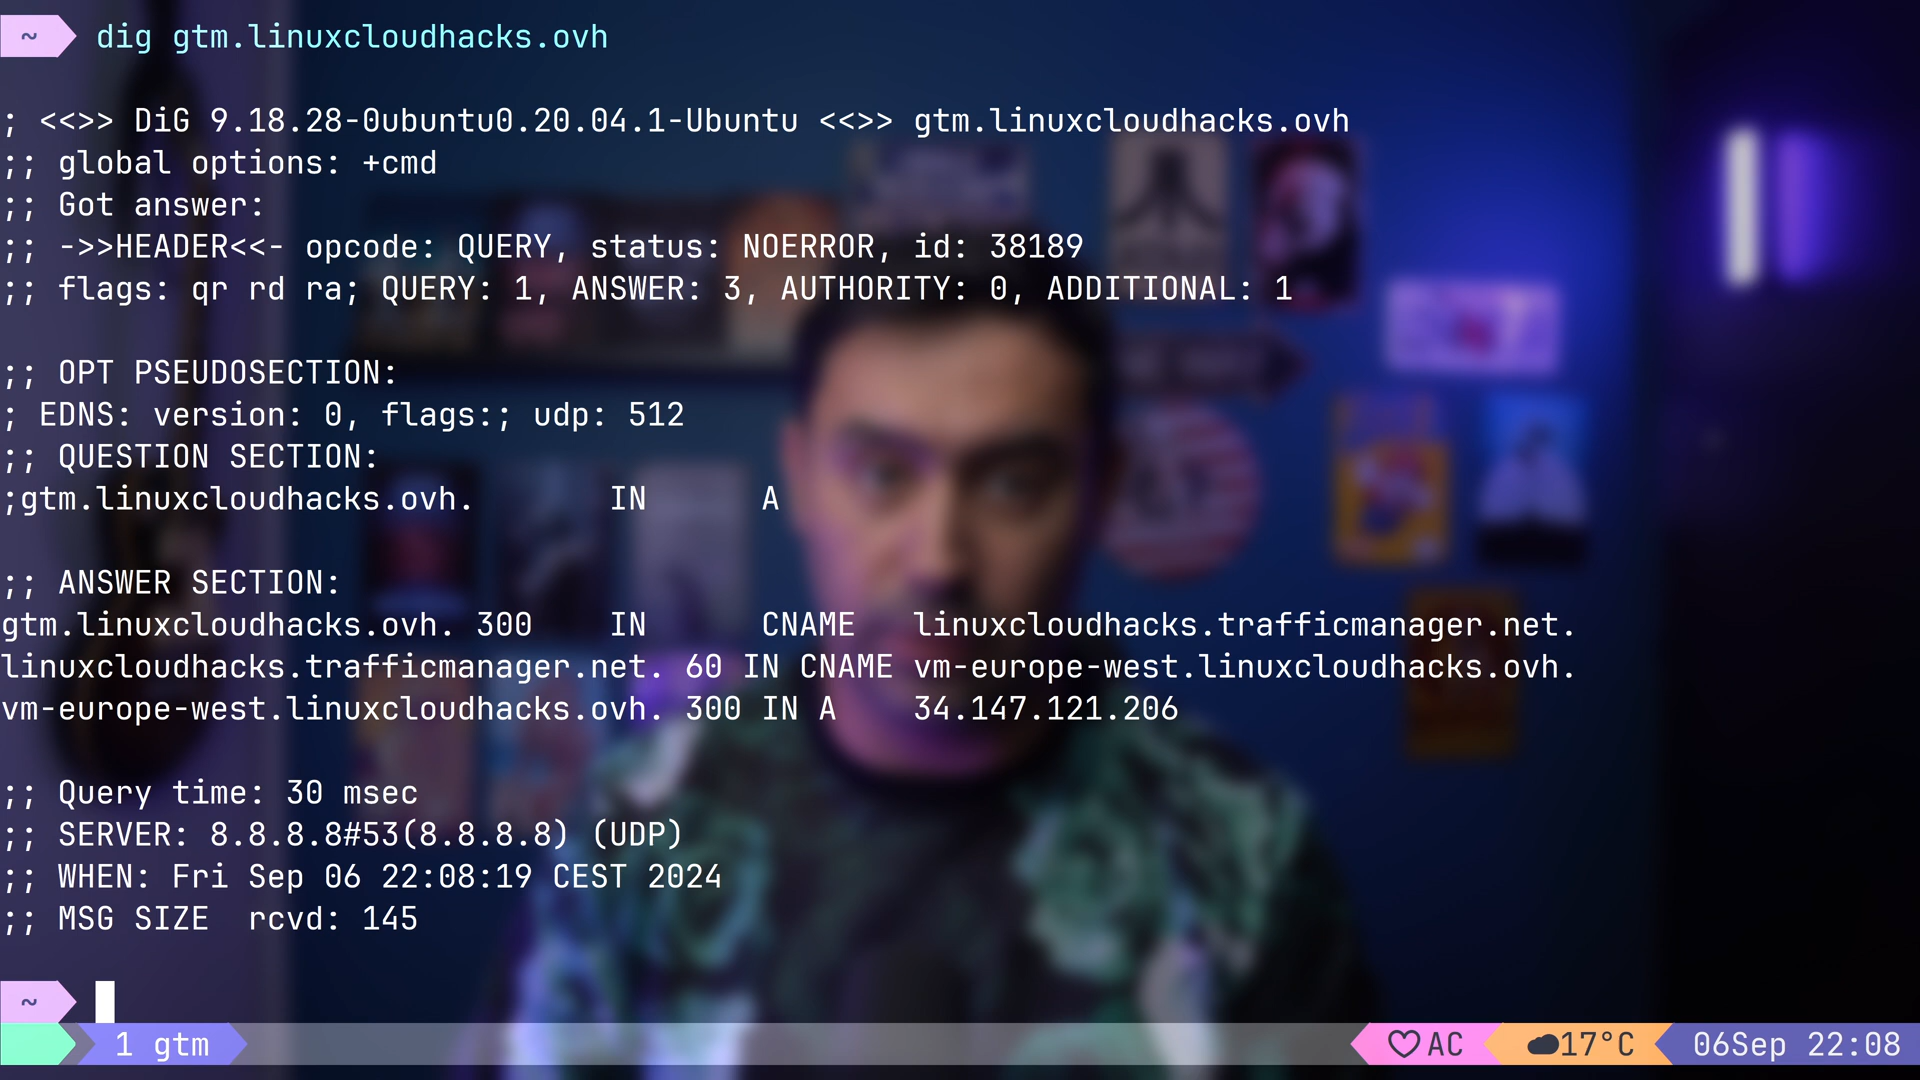 ~ dig gtm.linuxcloudhacks.ovh
; <<>> DiG 9.18.28-0ubuntu0.20.04.1-Ubuntu <<>> gtm.linuxcloudhacks.ovh
;; global options: +cmd
;; Got answer:
;; ->>HEADER<<- opcode: QUERY, status: NOERROR, id: 38189
;; flags: qr rd ra; QUERY: 1, ANSWER: 3, AUTHORITY: 0, ADDITIONAL: 1
;; OPT PSEUDOSECTION:
; EDNS: version: 0, flags:; udp: 512
;; QUESTION SECTION:
;gtm.linuxcloudhacks.ovh. IN A
;; ANSWER SECTION:
gtm.linuxcloudhacks.ovh. 300 IN CNAME linuxcloudhacks.trafficmanager.net.
linuxcloudhacks.trafficmanager.net. 60 IN CNAME vm-europe-west.linuxcloudhacks.ovh.
vm-europe-west.linuxcloudhacks.ovh. 300 IN A 34.147.121.206
;; Query time: 30 msec
;; SERVER: 8.8.8.8#53(8.8.8.8) (UDP)
;; WHEN: Fri Sep 06 22:08:19 CEST 2024
;; MSG SIZE rcvd: 145
~
1 gtm AC 17°C 06Sep 22:08